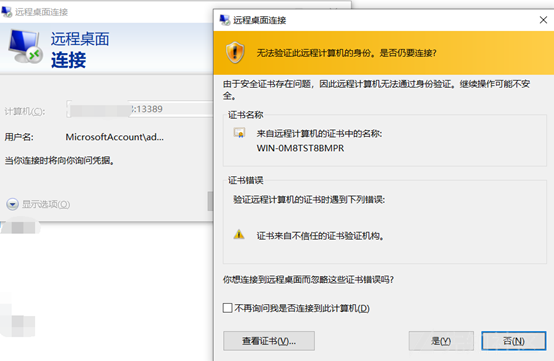 远程桌面连接
远程桌面
连接
计算机(C):
:13389
用户名:
MicrosoftAccount\ad...
当你连接时将向你询问凭据。
显示选项(O)
远程桌面连接
无法验证此远程计算机的身份。是否仍要连接?
由于安全证书存在问题，因此远程计算机无法通过身份验证。继续操作可能不安
全。
证书名称
来自远程计算机的证书中的名称:
WIN-0M8TST8BMPR
证书错误
验证远程计算机的证书时遇到下列错误:
证书来自不信任的证书验证机构。
你想连接到远程桌面而忽略这些证书错误吗?
不再询问我是否连接到此计算机(D)
查看证书(V)...
是(Y)
否(N)